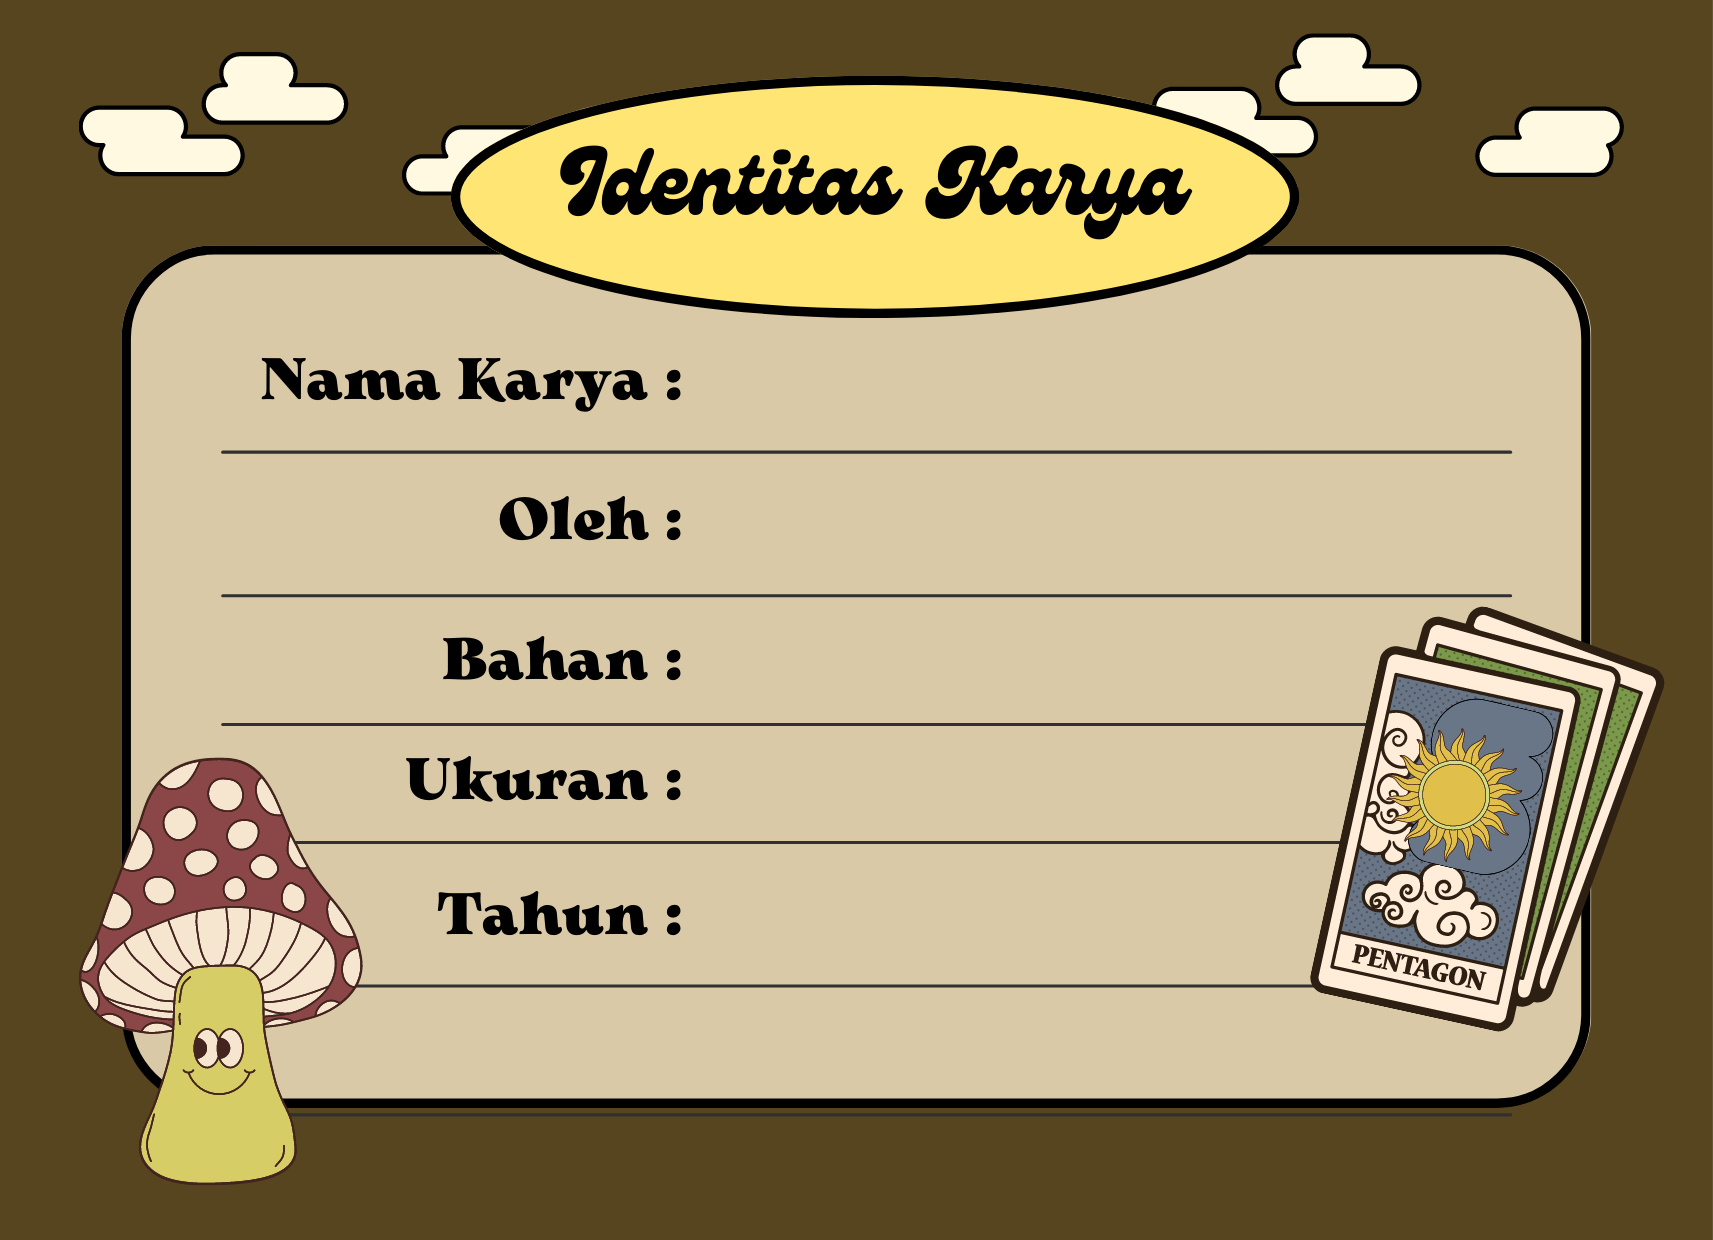 Identitas Karya
Nama Karya :
Oleh :
Bahan :
Ukuran :
Tahun :
PENTAGON